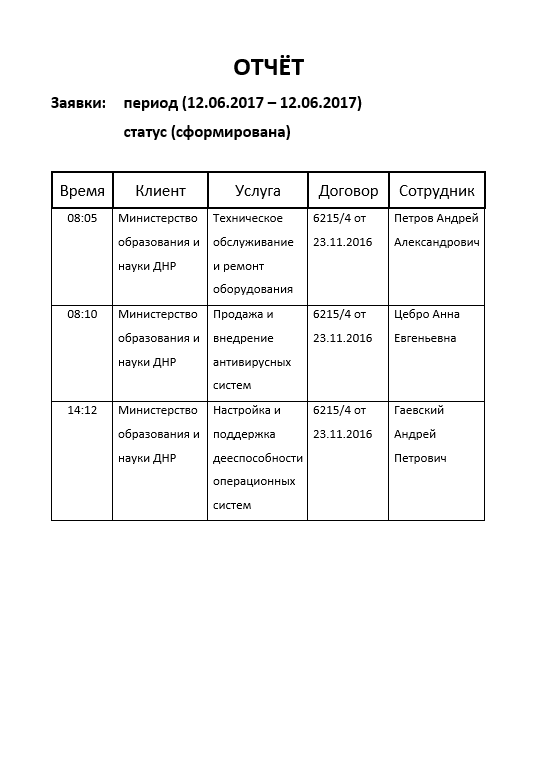 ОТЧЁТ
Заявки: период (12.06.2017 – 12.06.2017)
статус (сформирована)
Время Клиент Услуга Договор Сотрудник
08:05 Министерство Техническое 6215/4 от Петров Андрей
образования и обслуживание 23.11.2016 Александрович
науки ДНР и ремонт
оборудования
08:10 Министерство Продажа и 6215/4 от Цебро Анна
образования и внедрение 23.11.2016 Евгеньевна
науки ДНР антивирусных
систем
14:12 Министерство Настройка и 6215/4 от Гаевский
образования и поддержка 23.11.2016 Андрей
науки ДНР дееспособности Петрович
операционных
систем